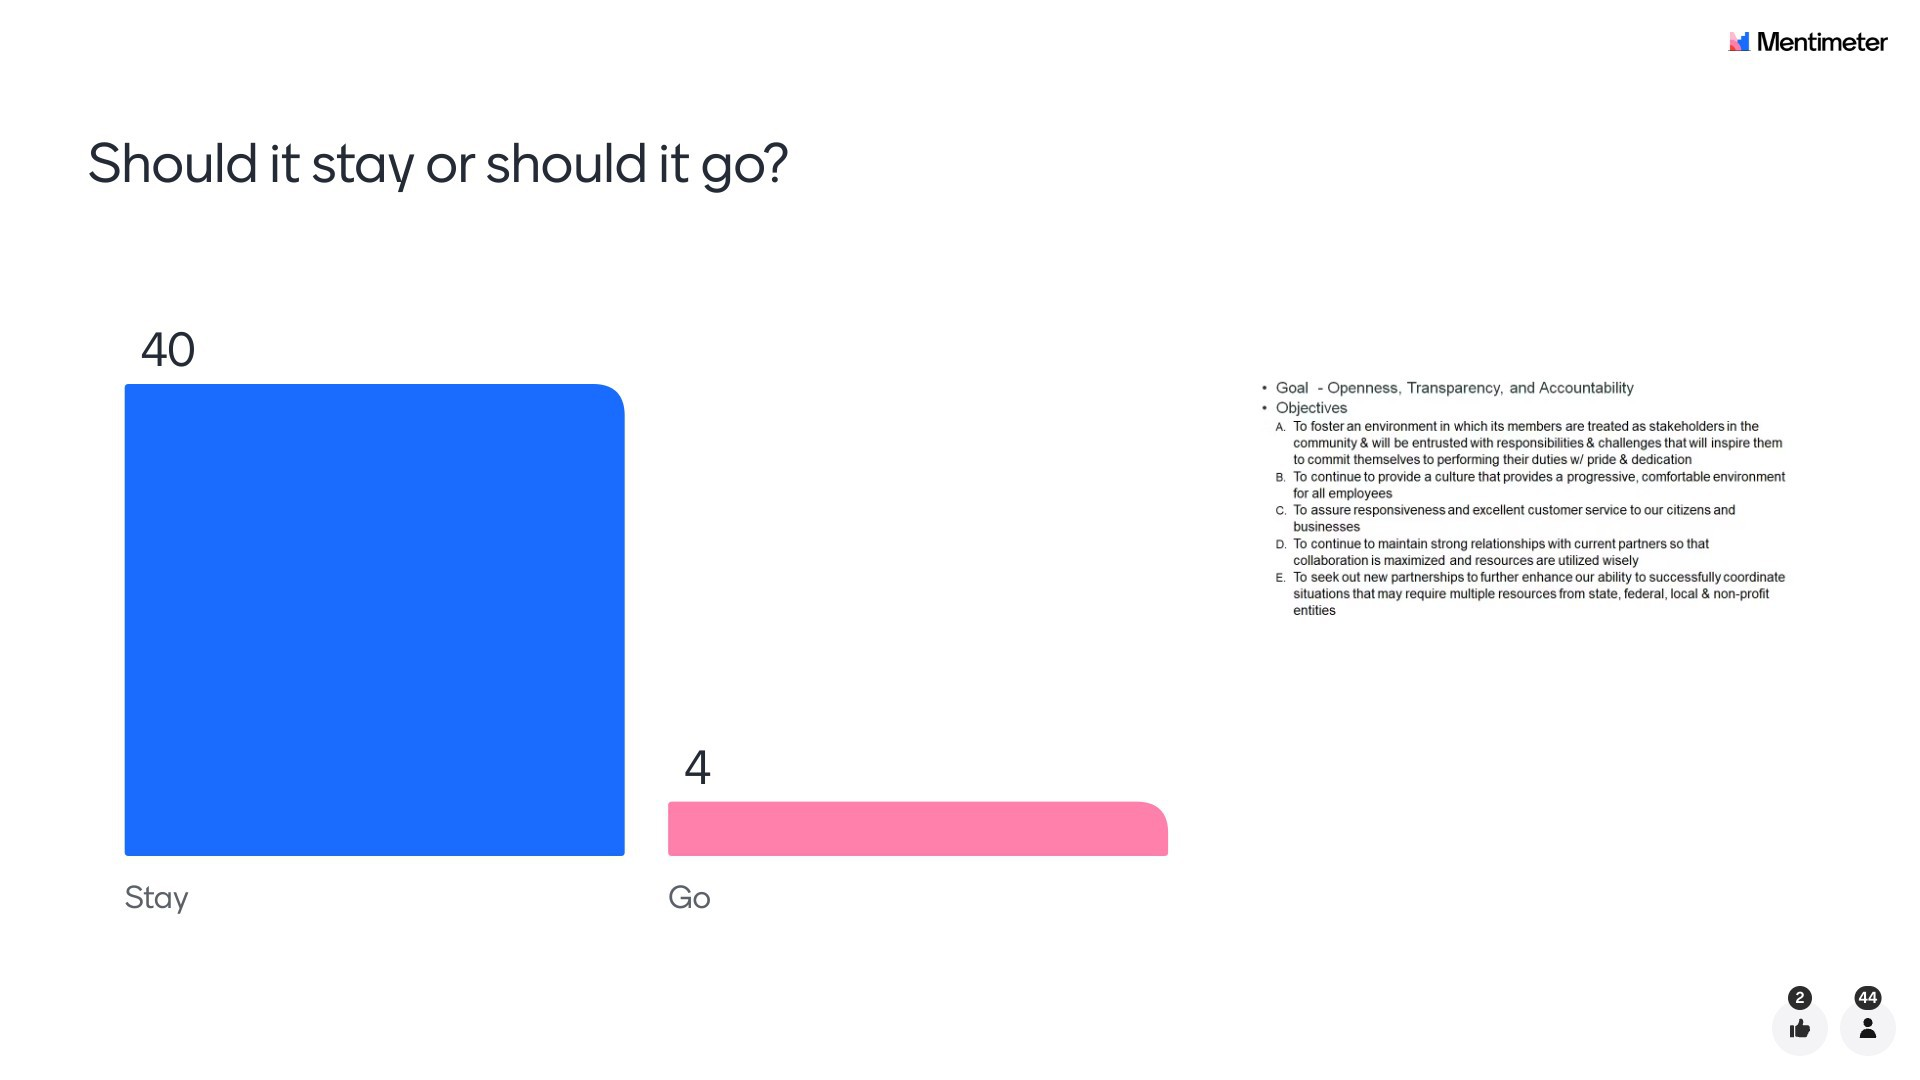 Mentimeter
Should it stay or should it go?
40
4
Stay
Go
• Goal - Openness, Transparency, and Accountability
• Objectives
A. To foster an environment in which its members are treated as stakeholders in the
community & will be entrusted with responsibilities & challenges that will inspire them
to commit themselves to performing their duties w/ pride & dedication
B. To continue to provide a culture that provides a progressive, comfortable environment
for all employees
C. To assure responsiveness and excellent customer service to our citizens and
businesses
D. To continue to maintain strong relationships with current partners so that
collaboration is maximized and resources are utilized wisely
E. To seek out new partnerships to further enhance our ability to successfully coordinate
situations that may require multiple resources from state, federal, local & non-profit
entities
2
44